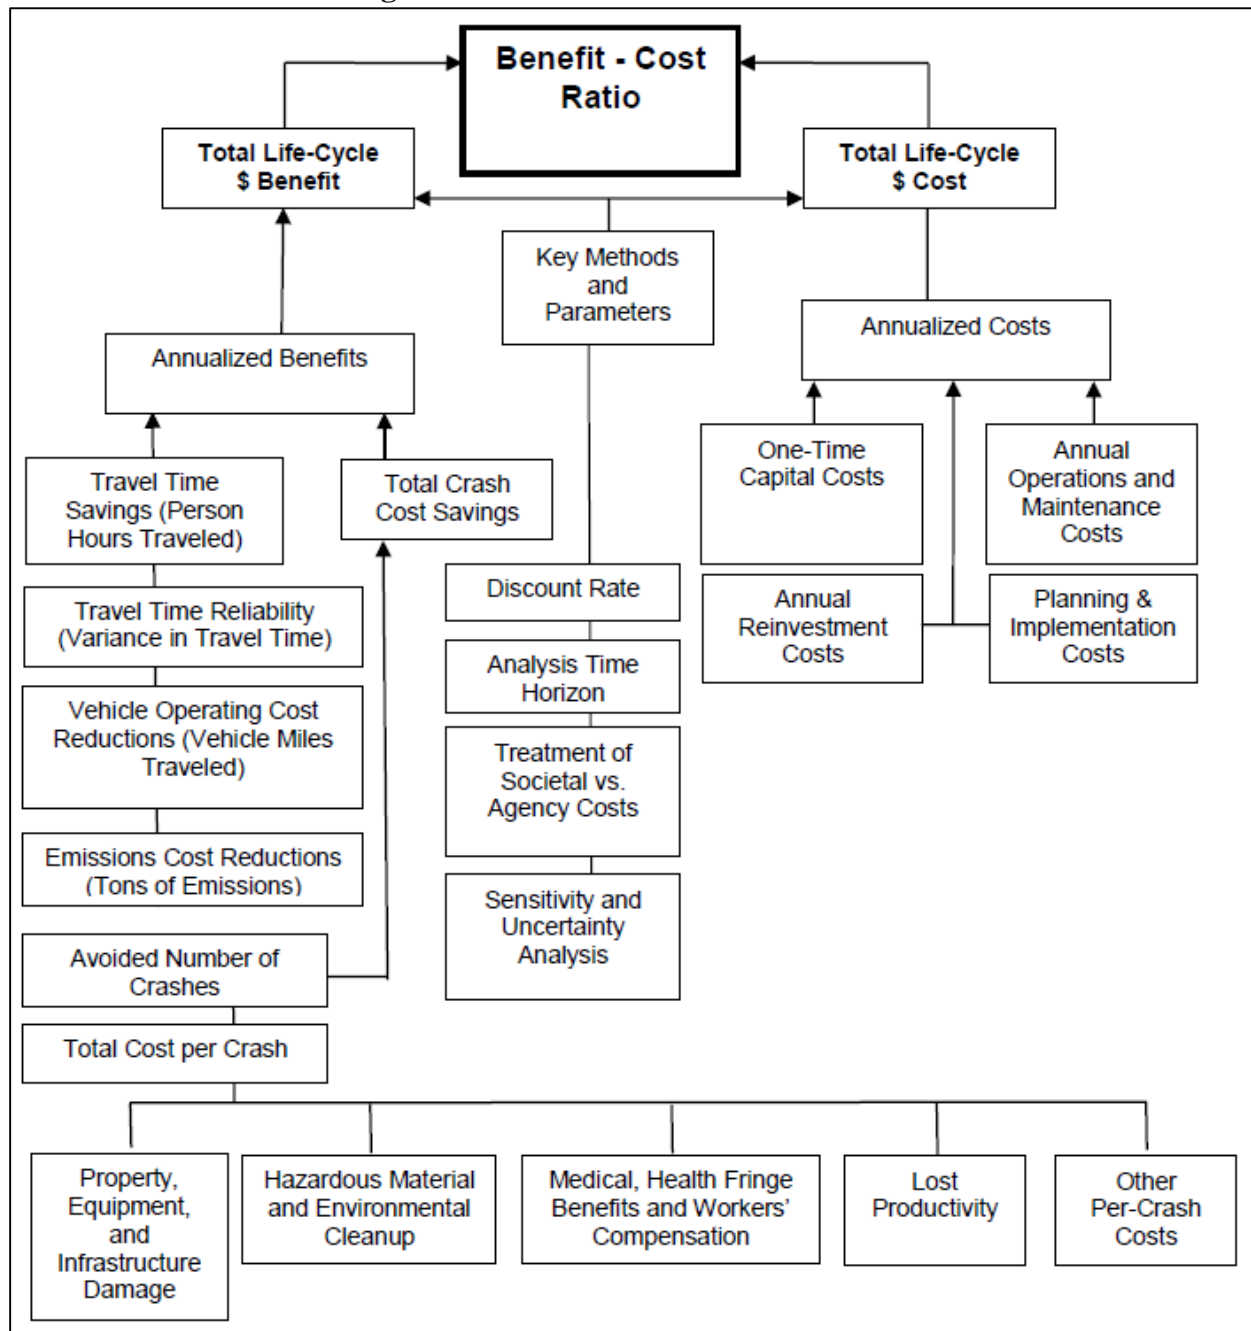 Benefit - Cost
Ratio
Total Life-Cycle
$ Benefit
Total Life-Cycle
$ Cost
Key Methods
and
Parameters
Annualized Costs
Annualized Benefits
One-Time
Capital Costs
Annual
Operations and
Maintenance
Costs
Travel Time
Savings (Person
Hours Traveled)
Total Crash
Cost Savings
Discount Rate
Annual
Reinvestment
Costs
Planning &
Implementation
Costs
Travel Time Reliability
(Variance in Travel Time)
Analysis Time
Horizon
Vehicle Operating Cost
Reductions (Vehicle Miles
Traveled)
Treatment of
Societal vs.
Agency Costs
Emissions Cost Reductions
(Tons of Emissions)
Sensitivity and
Uncertainty
Analysis
Avoided Number of
Crashes
Total Cost per Crash
Property,
Equipment,
and
Infrastructure
Damage
Hazardous Material
and Environmental
Cleanup
Medical, Health Fringe
Benefits and Workers'
Compensation
Lost
Productivity
Other
Per-Crash
Costs